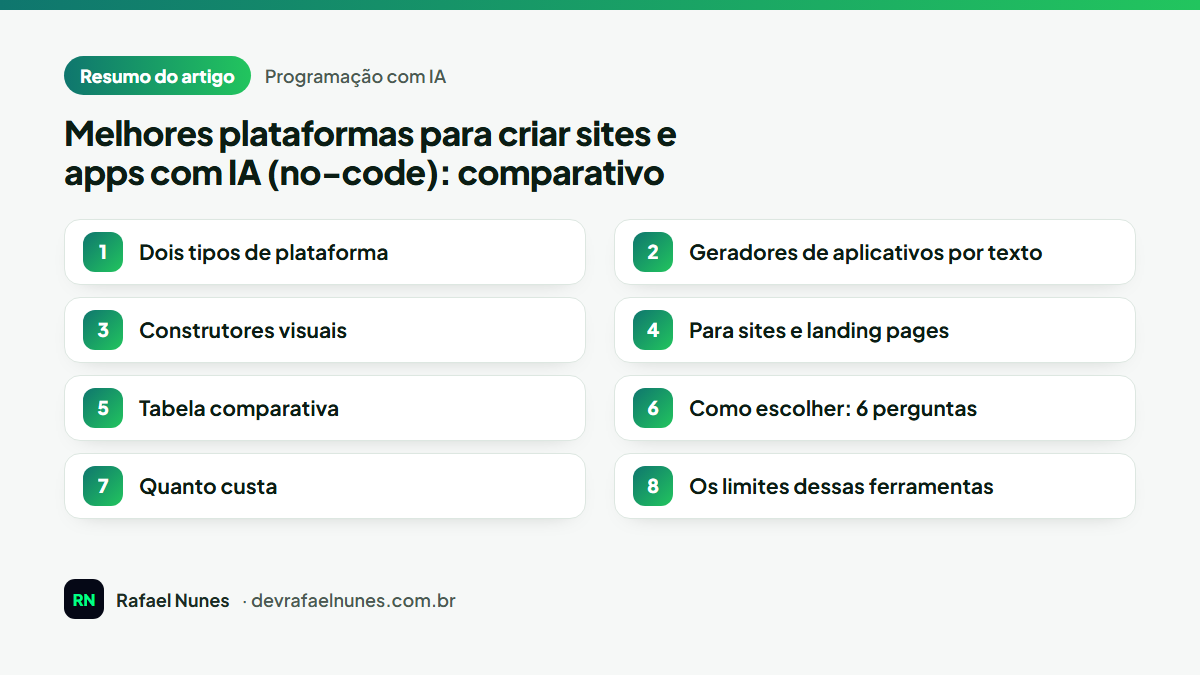 Resumo do artigo
Programação com IA
Melhores plataformas para criar sites e
apps com IA (no-code): comparativo
1 Dois tipos de plataforma
2 Geradores de aplicativos por texto
3 Construtores visuais
4 Para sites e landing pages
5 Tabela comparativa
6 Como escolher: 6 perguntas
7 Quanto custa
8 Os limites dessas ferramentas
RN Rafael Nunes · devrafaelnunes.com.br